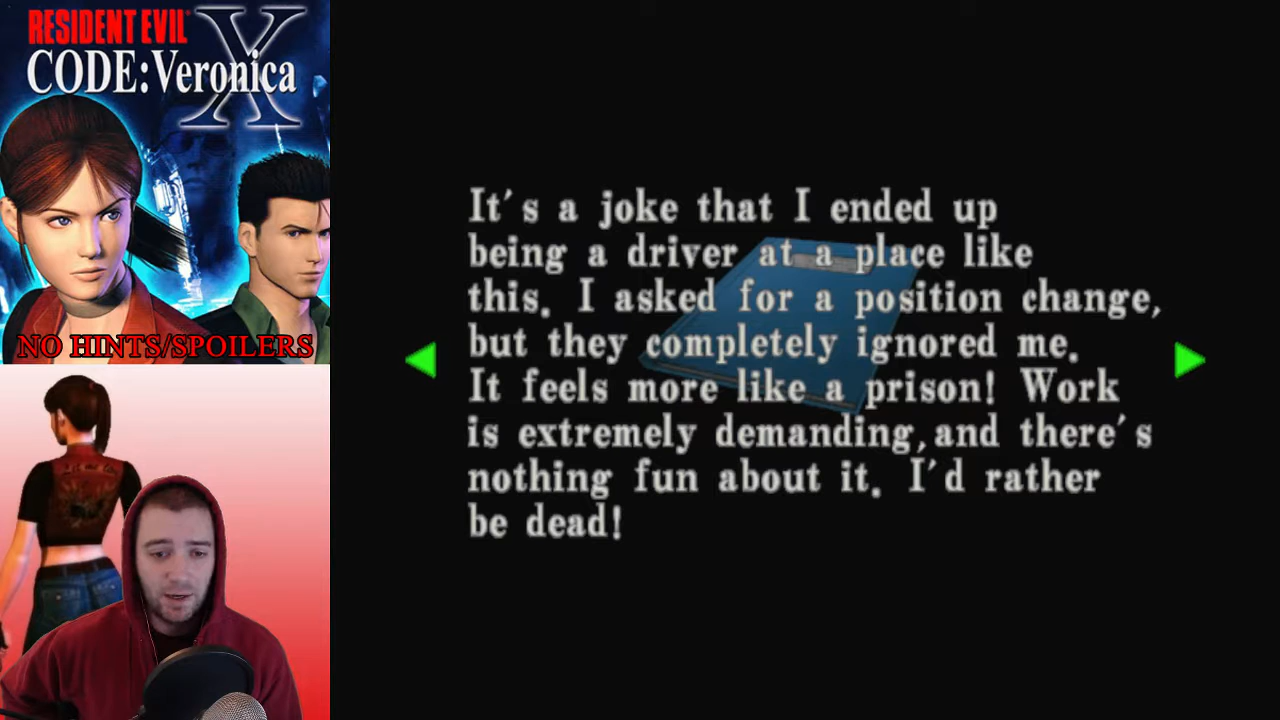 RESIDENT EVIL
CODE:Veronica
X
NO HINTS/SPOILERS
It's a joke that I ended up
being a driver at a place like
this. I asked for a position change,
but they completely ignored me.
It feels more like a prison! Work
is extremely demanding,and there's
nothing fun about it. I'd rather
be dead!